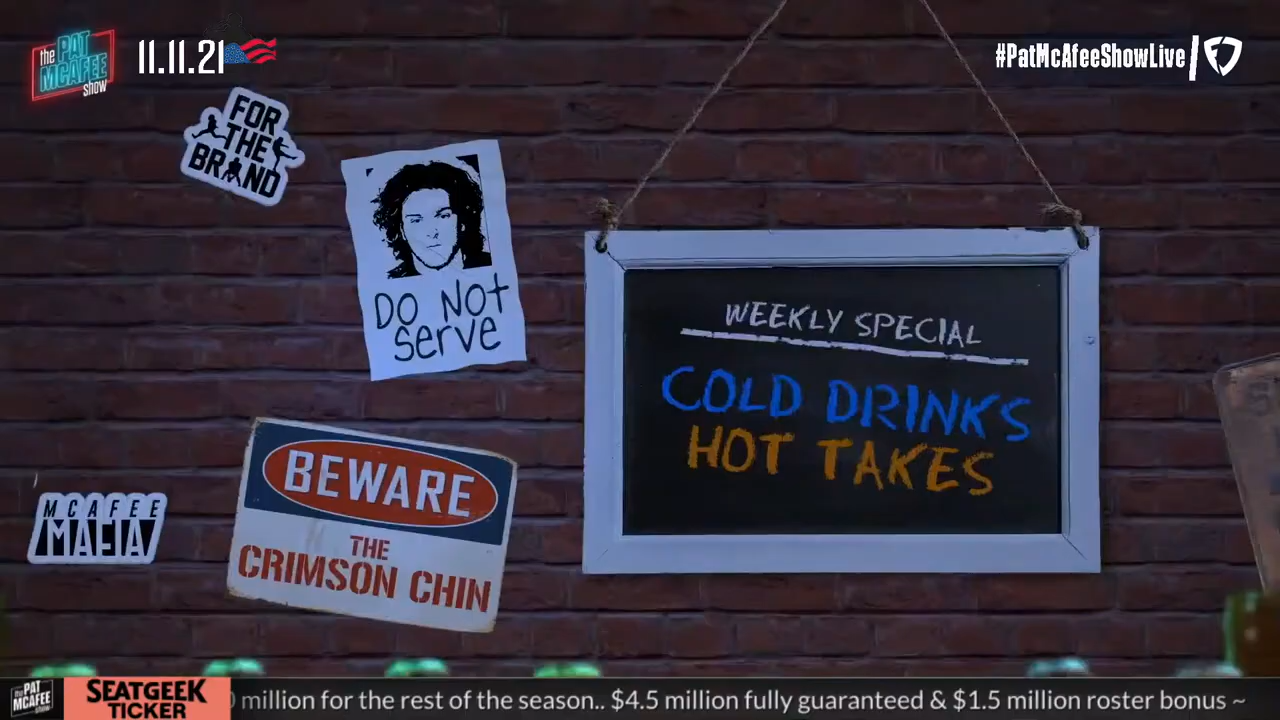 the PAT MCAFEE show
11.11.21
#PatMcAfeeShowLive
FOR
THE
BRAND
DO NOT
serve
WEEKLY SPECIAL
COLD DRINKS
HOT TAKES
MCAFEE
MAFIA
BEWARE
THE
CRIMSON CHIN
the PAT MCAFEE show
SEATGEEK
TICKER
million for the rest of the season.. $4.5 million fully guaranteed & $1.5 million roster bonus ~